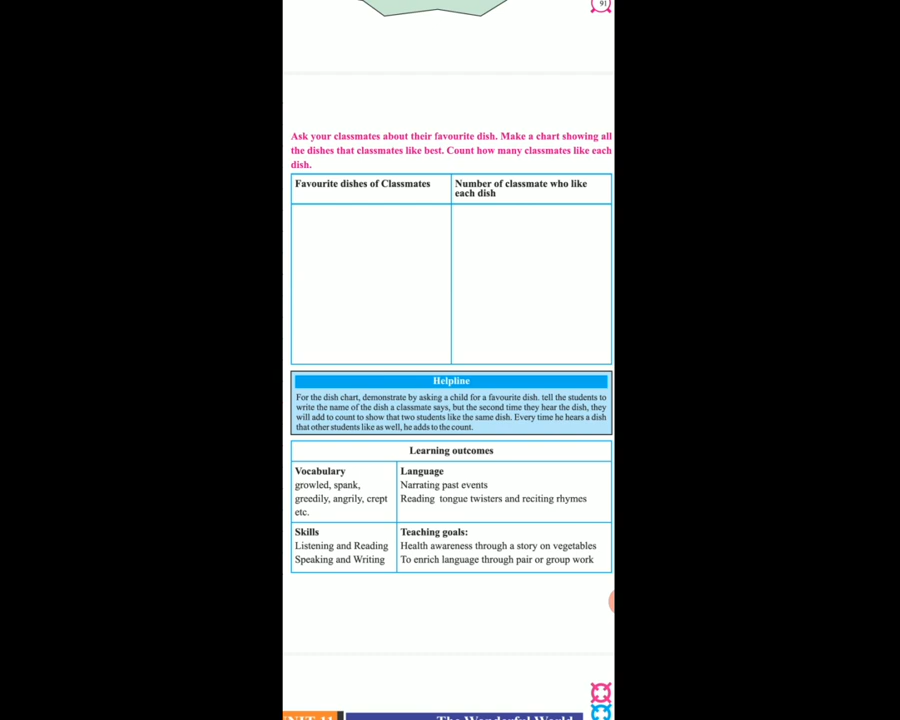 91
Ask your classmates about their favourite dish. Make a chart showing all
the dishes that classmates like best. Count how many classmates like each
dish.
Favourite dishes of Classmates
Number of classmate who like
each dish
Helpline
For the dish chart, demonstrate by asking a child for a favourite dish. tell the students to
write the name of the dish a classmate says, but the second time they hear the dish, they
will add to count to show that two students like the same dish. Every time he hears a dish
that other students like as well, he adds to the count.
Learning outcomes
Vocabulary
growled, spank,
greedily, angrily, crept
etc.
Language
Narrating past events
Reading tongue twisters and reciting rhymes
Skills
Listening and Reading
Speaking and Writing
Teaching goals:
Health awareness through a story on vegetables
To enrich language through pair or group work
UNIT-11
The Wonderful World